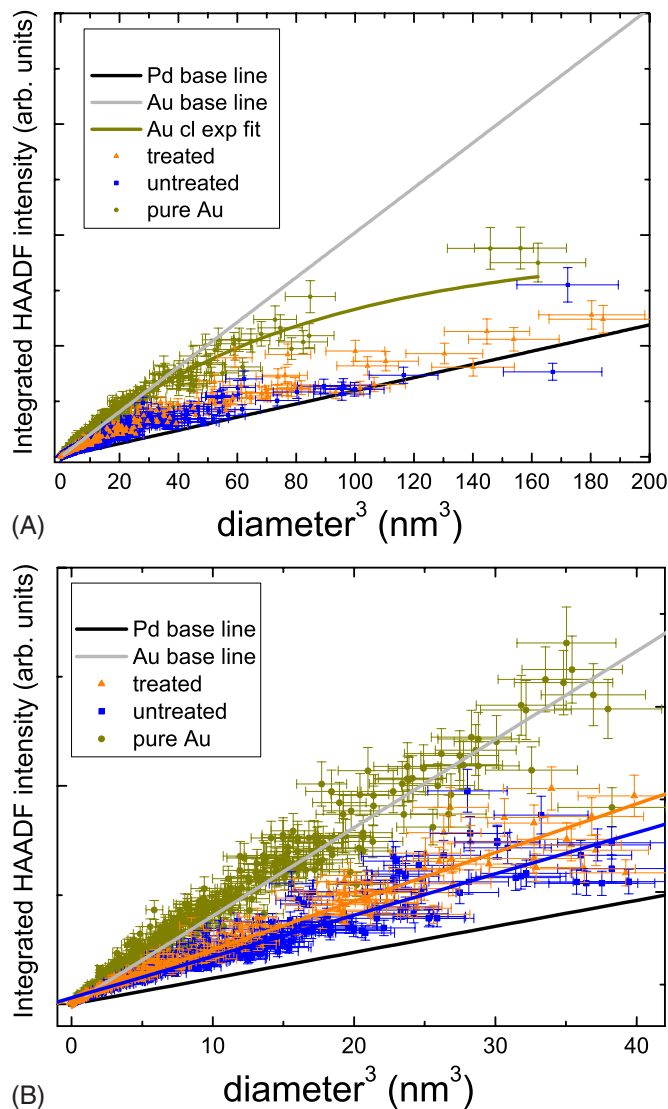 Integrated HAADF intensity (arb. units)
Pd base line
Au base line
Au cl exp fit
treated
untreated
pure Au
0 20 40 60 80 100 120 140 160 180 200
diameter³ (nm³)
(A)
Integrated HAADF intensity (arb. units)
Pd base line
Au base line
treated
untreated
pure Au
0 10 20 30 40
diameter³ (nm³)
(B)